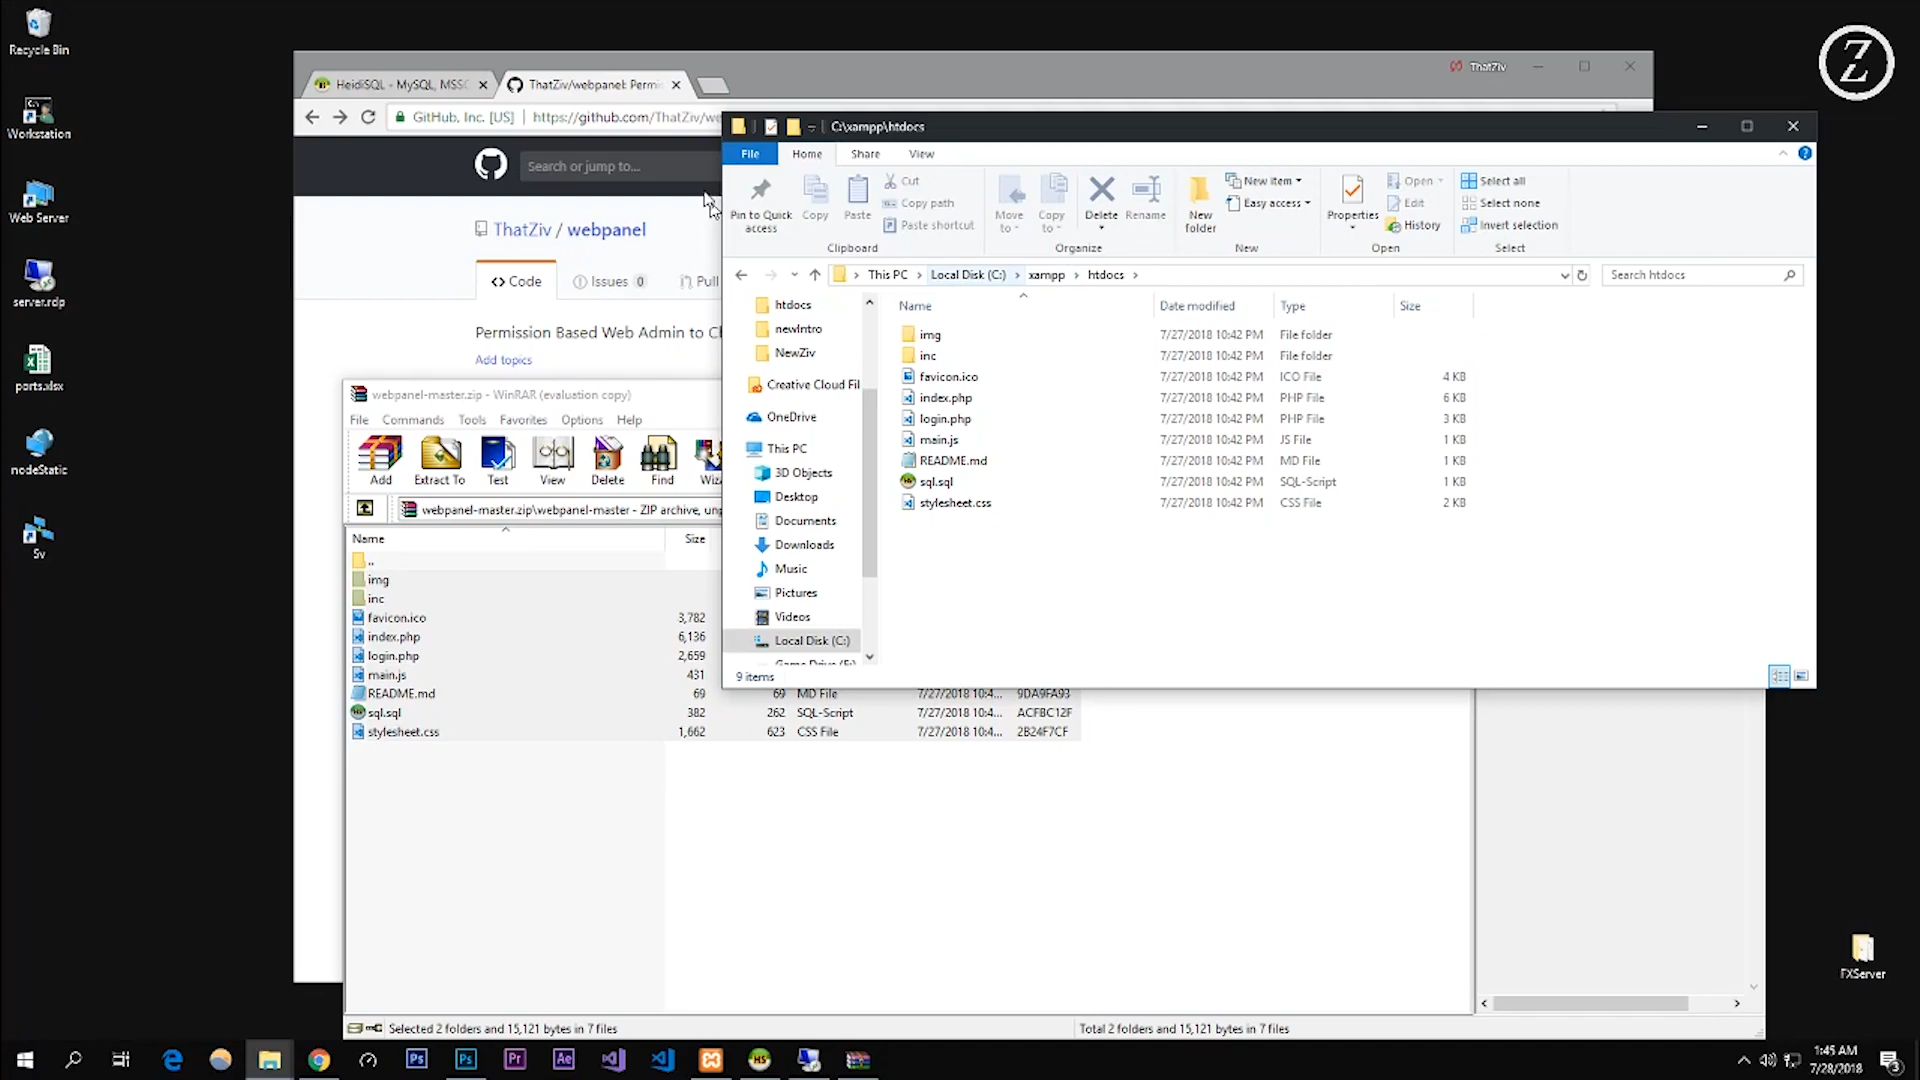 Recycle Bin
Workstation
Web Server
server.rdp
ports.xlsx
nodeStatic
Sv
FXServer
Z
HeidiSQL - MySQL, MSSQ
ThatZiv/webpanel: Permi
ThatZiv
GitHub, Inc. [US] | https://github.com/ThatZiv/we
Search or jump to...
ThatZiv / webpanel
Code Issues 0 Pull
Permission Based Web Admin to Cl
Add topics
webpanel-master.zip - WinRAR (evaluation copy)
File Commands Tools Favorites Options Help
Add Extract To Test View Delete Find Wiz
webpanel-master.zip\webpanel-master - ZIP archive, unp
Name Size
..
img
inc
favicon.ico 3,782
index.php 6,136
login.php 2,659
main.js 431
README.md 69 69 MD File 7/27/2018 10:4... 9DA9FA93
sql.sql 382 262 SQL-Script 7/27/2018 10:4... ACF8C12F
stylesheet.css 1,662 623 CSS File 7/27/2018 10:4... 2B24F7CF
Selected 2 folders and 15,121 bytes in 7 files
Total 2 folders and 15,121 bytes in 7 files
C:\xampp\htdocs
File Home Share View
Pin to Quick access
Copy
Paste
Cut
Copy path
Paste shortcut
Clipboard
Move to
Copy to
Delete
Rename
Organize
New folder
New item
Easy access
New
Properties
Open
Edit
History
Open
Select all
Select none
Invert selection
Select
This PC > Local Disk (C:) > xampp > htdocs >
Search htdocs
htdocs
newIntro
NewZiv
Creative Cloud Fil
OneDrive
This PC
3D Objects
Desktop
Documents
Downloads
Music
Pictures
Videos
Local Disk (C:)
Name Date modified Type Size
img 7/27/2018 10:42 PM File folder
inc 7/27/2018 10:42 PM File folder
favicon.ico 7/27/2018 10:42 PM ICO File 4 KB
index.php 7/27/2018 10:42 PM PHP File 6 KB
login.php 7/27/2018 10:42 PM PHP File 3 KB
main.js 7/27/2018 10:42 PM JS File 1 KB
README.md 7/27/2018 10:42 PM MD File 1 KB
sql.sql 7/27/2018 10:42 PM SQL-Script 1 KB
stylesheet.css 7/27/2018 10:42 PM CSS File 2 KB
9 items
Ps Ps Pr Ae HS
1:45 AM
7/28/2018
3